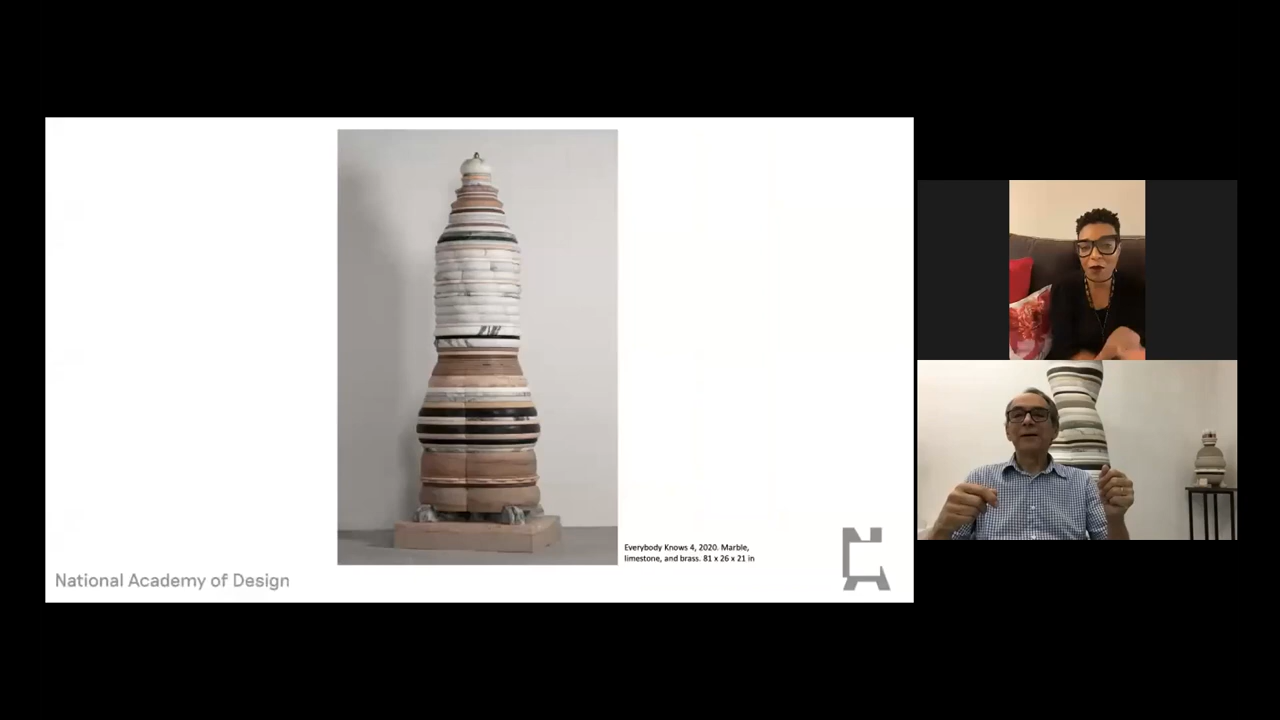 Everybody Knows 4, 2020. Marble,
limestone, and brass. 81 x 26 x 21 in
National Academy of Design